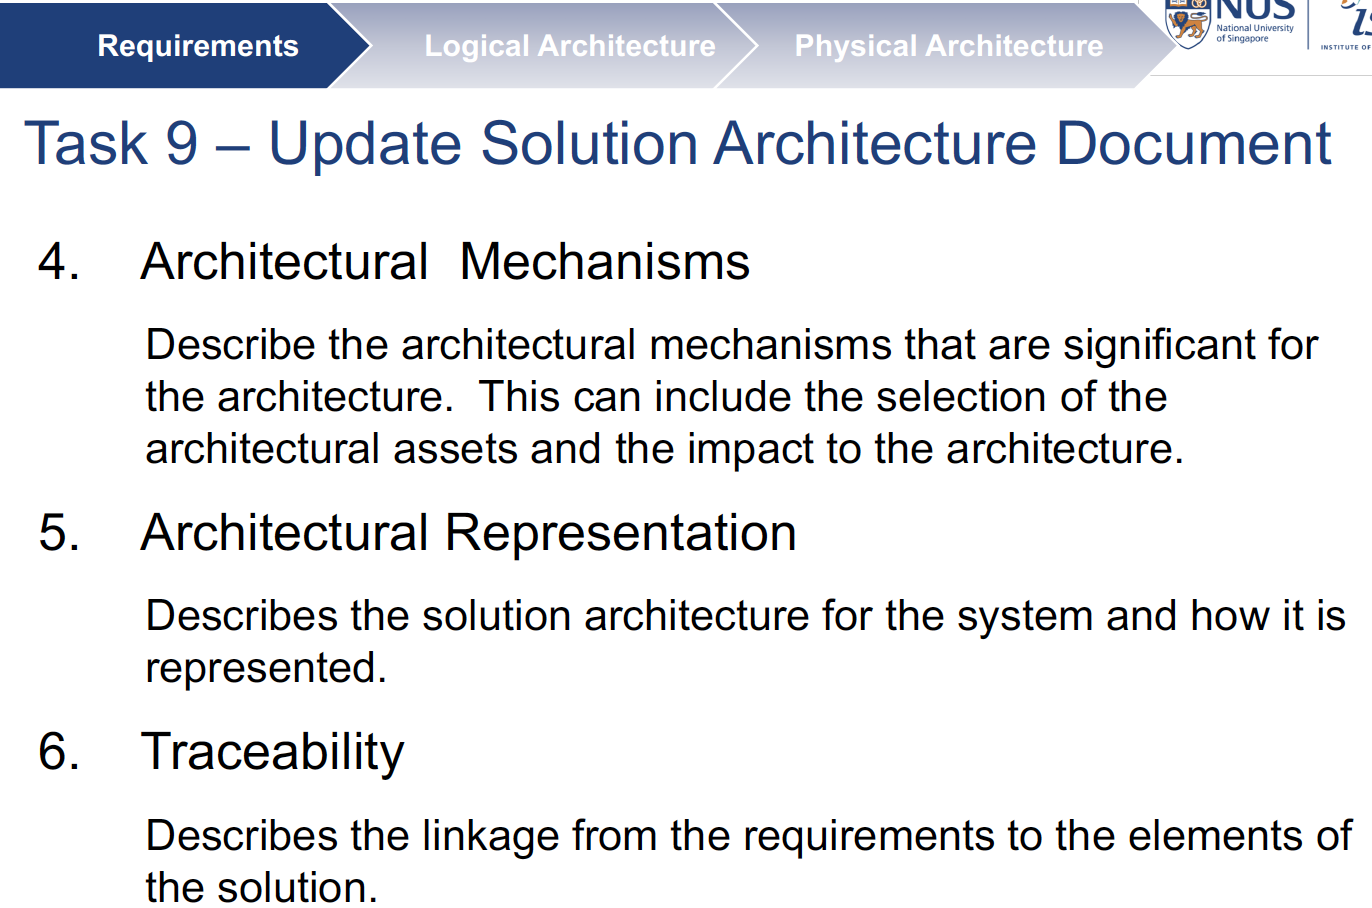 Requirements
Logical Architecture
Physical Architecture
NUS
National University
of Singapore
INSTITUTE OF
Task 9 – Update Solution Architecture Document
4. Architectural Mechanisms
Describe the architectural mechanisms that are significant for
the architecture. This can include the selection of the
architectural assets and the impact to the architecture.
5. Architectural Representation
Describes the solution architecture for the system and how it is
represented.
6. Traceability
Describes the linkage from the requirements to the elements of
the solution.